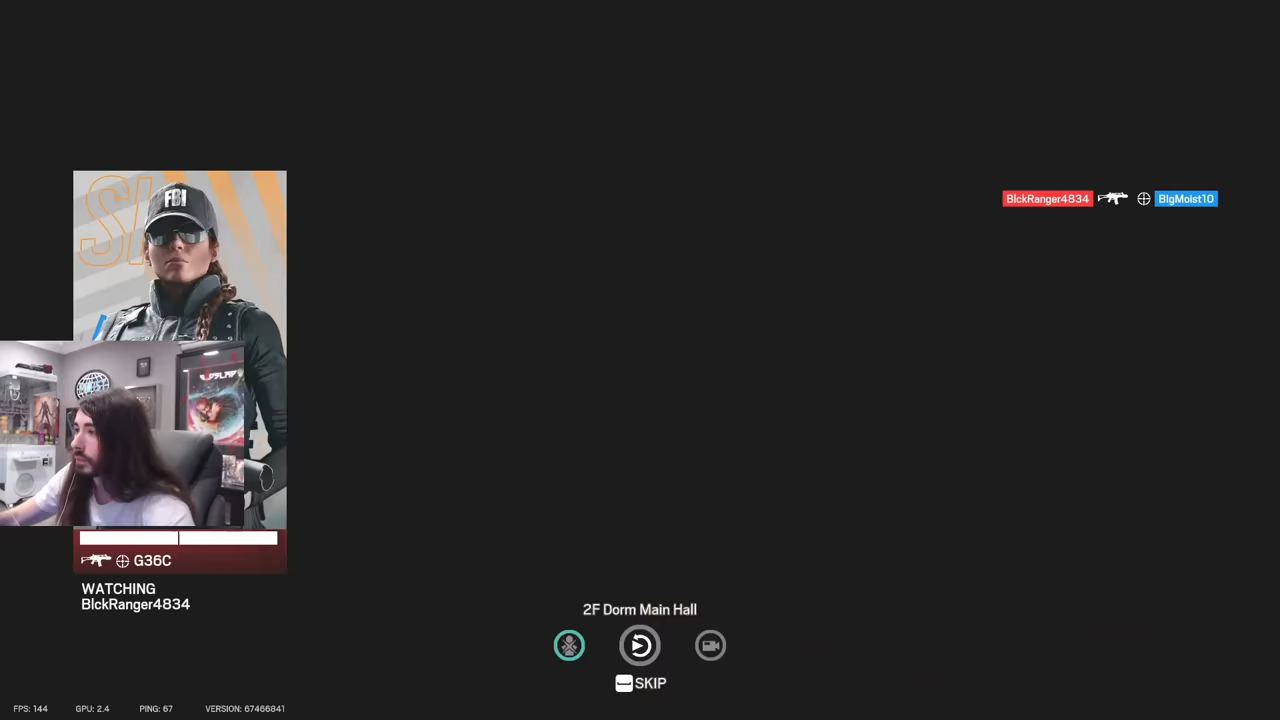 FBI
BlckRanger4834 BIgMoist10
G36C
WATCHING
BlckRanger4834
2F Dorm Main Hall
SKIP
FPS: 144 GPU: 2.4 PING: 67 VERSION: 67466841